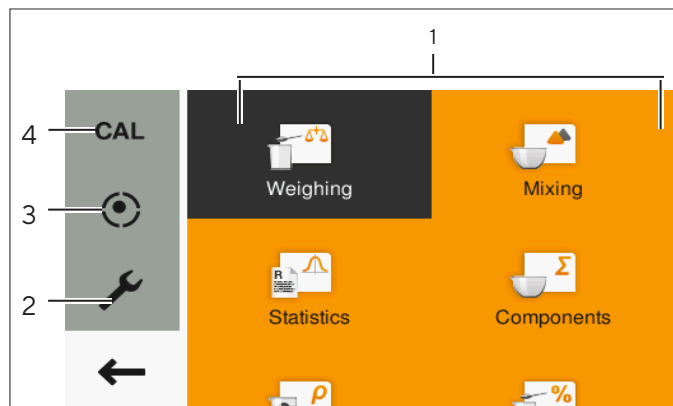 1
4 CAL
Weighing Mixing
3
R Σ
2 Statistics Components
ρ %